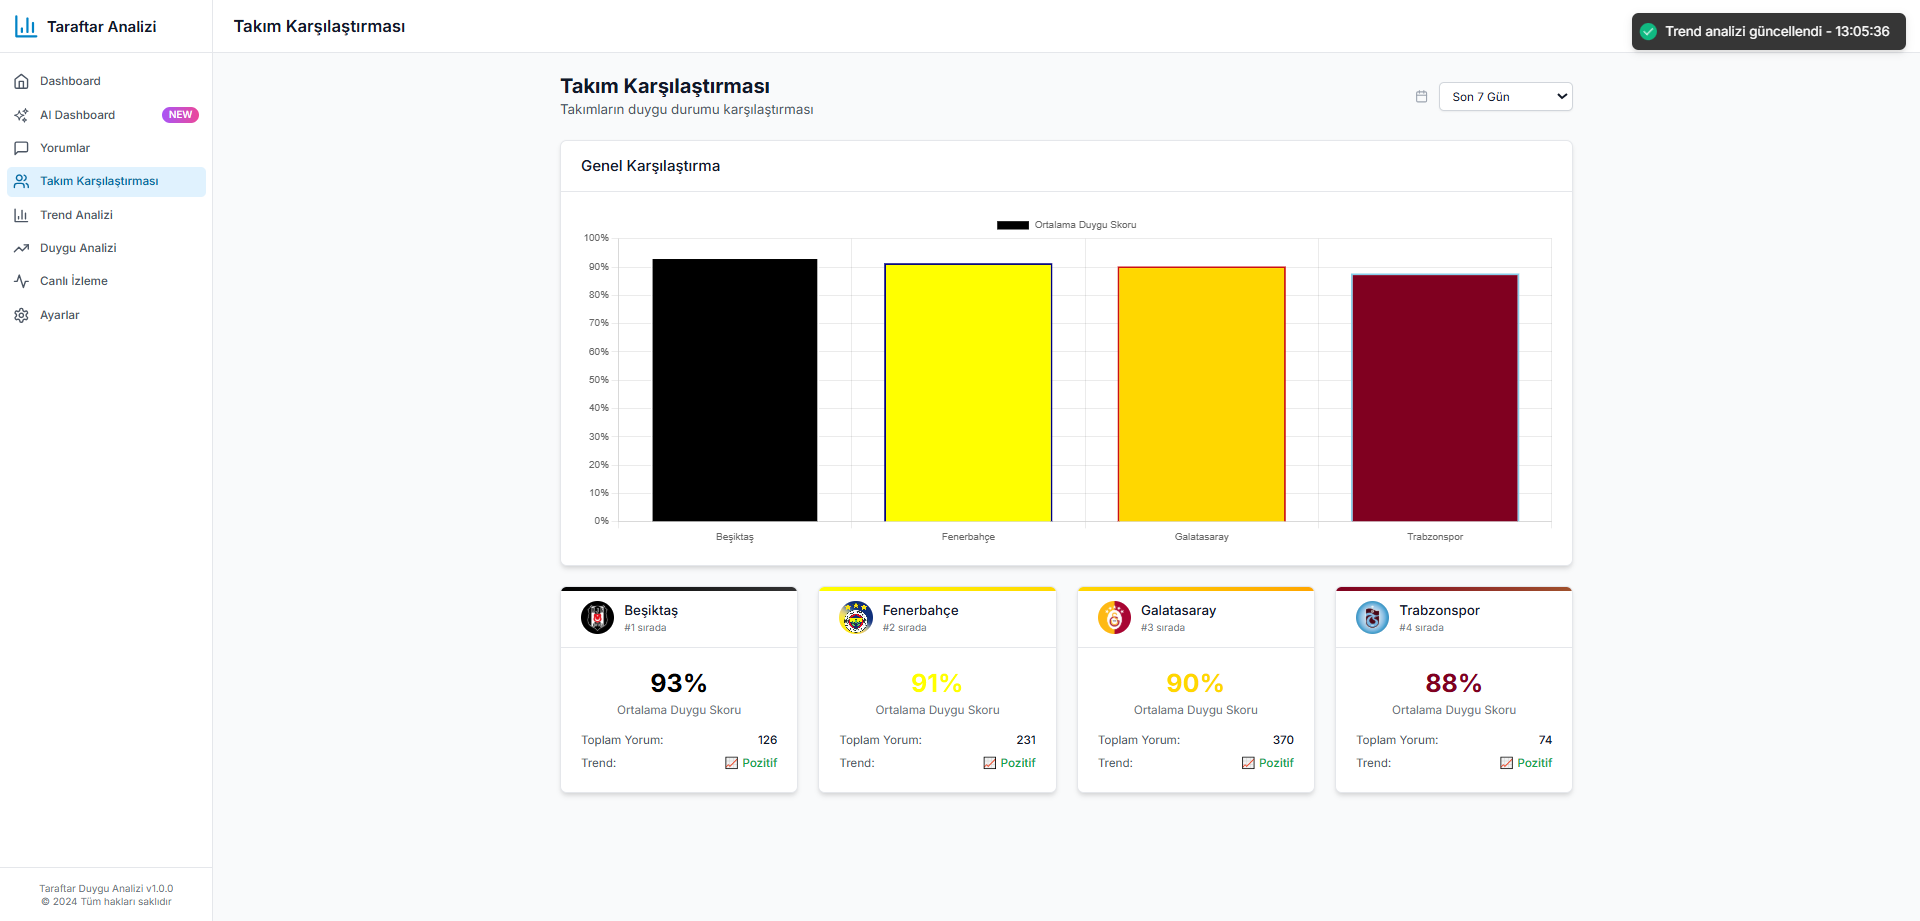 Taraftar Analizi
Takım Karşılaştırması
Trend analizi güncellendi - 13:05:36
Dashboard
AI Dashboard NEW
Yorumlar
Takım Karşılaştırması
Trend Analizi
Duygu Analizi
Canlı İzleme
Ayarlar
Taraftar Duygu Analizi v1.0.0
© 2024 Tüm hakları saklıdır
Takım Karşılaştırması
Takımların duygu durumu karşılaştırması
Son 7 Gün
Genel Karşılaştırma
Ortalama Duygu Skoru
100%
90%
80%
70%
60%
50%
40%
30%
20%
10%
0%
Beşiktaş Fenerbahçe Galatasaray Trabzonspor
Beşiktaş
#1 sırada
93%
Ortalama Duygu Skoru
Toplam Yorum: 126
Trend: Pozitif
Fenerbahçe
#2 sırada
91%
Ortalama Duygu Skoru
Toplam Yorum: 231
Trend: Pozitif
Galatasaray
#3 sırada
90%
Ortalama Duygu Skoru
Toplam Yorum: 370
Trend: Pozitif
Trabzonspor
#4 sırada
88%
Ortalama Duygu Skoru
Toplam Yorum: 74
Trend: Pozitif